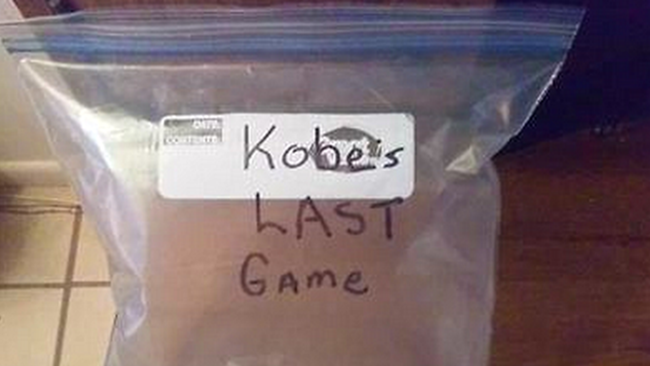 DATE
CONTENTS
Kobe's
LAST
Game